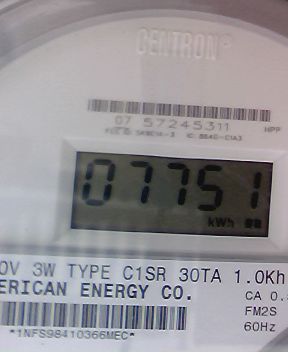 CENTRON®
07 57245311
HPP
07751
kWh
0V 3W TYPE C1SR 30TA 1.0Kh
ERICAN ENERGY CO.
CA 0.
FM2S
60Hz
*1NFS98410366MEC*